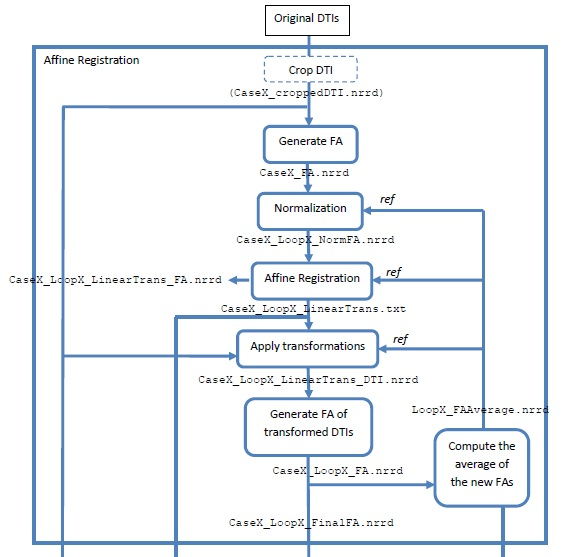 Original DTIs
Affine Registration
Crop DTI
(CaseX_croppedDTI.nrrd)
Generate FA
CaseX_FA.nrrd
Normalization
ref
CaseX_LoopX_NormFA.nrrd
CaseX_LoopX_LinearTrans_FA.nrrd
Affine Registration
ref
CaseX_LoopX_LinearTrans.txt
Apply transformations
ref
CaseX_LoopX_LinearTrans_DTI.nrrd
Generate FA of
transformed DTIs
LoopX_FAAverage.nrrd
Compute the
average of
the new FAs
CaseX_LoopX_FA.nrrd
CaseX_LoopX_FinalFA.nrrd